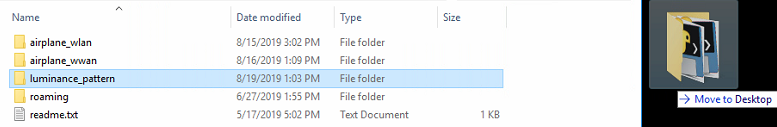 Name Date modified Type Size
airplane_wlan 8/15/2019 3:02 PM File folder
airplane_wwan 8/16/2019 1:09 PM File folder
luminance_pattern 8/19/2019 1:03 PM File folder
roaming 6/27/2019 1:55 PM File folder
readme.txt 5/17/2019 5:02 PM Text Document 1 KB
Move to Desktop